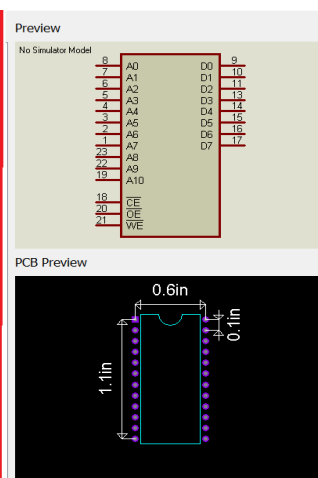 Preview
No Simulator Model
8 A0 D0 9
7 A1 D1 10
6 A2 D2 11
5 A3 D3 13
4 A4 D4 14
3 A5 D5 15
2 A6 D6 16
1 A7 D7 17
23 A8
22 A9
19 A10
18 CE
20 OE
21 WE
PCB Preview
0.6in
0.1in
1.1in